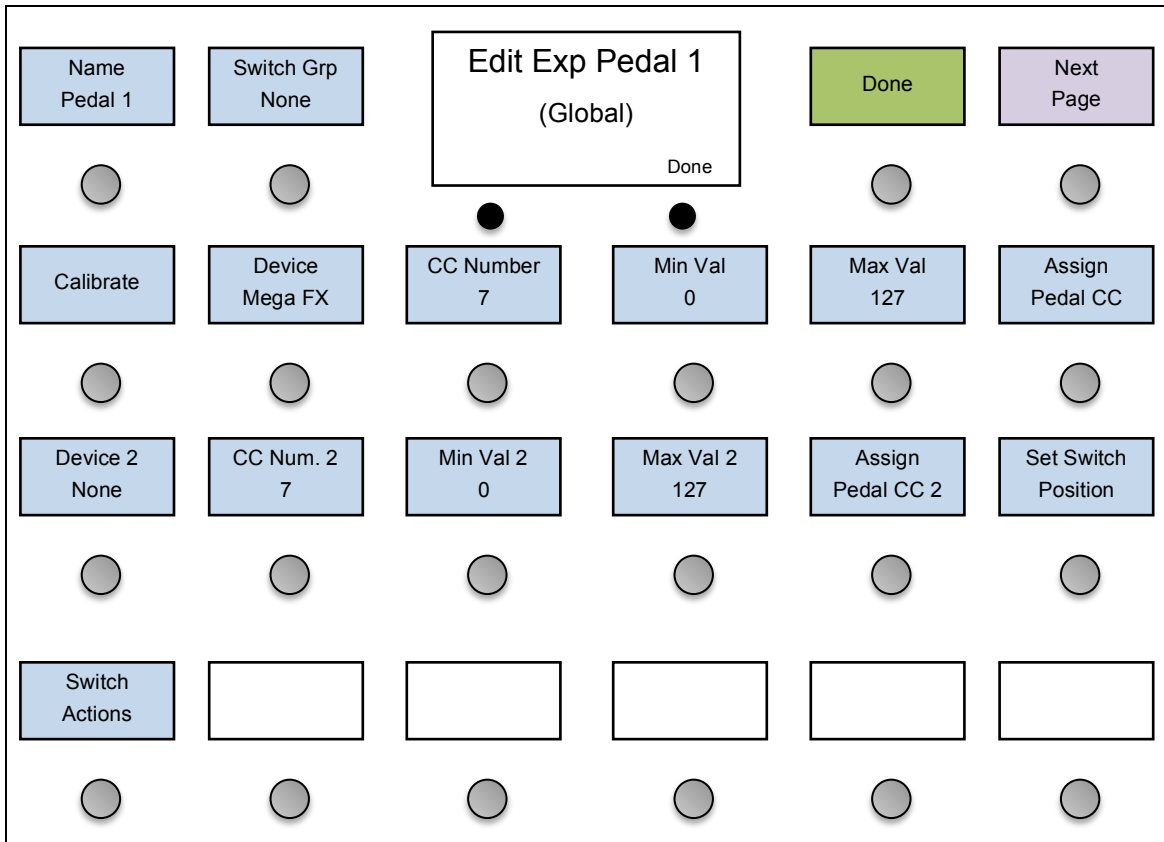 Name
Pedal 1
Switch Grp
None
Edit Exp Pedal 1
(Global)
Done
Done
Next
Page
Calibrate
Device
Mega FX
CC Number
7
Min Val
0
Max Val
127
Assign
Pedal CC
Device 2
None
CC Num. 2
7
Min Val 2
0
Max Val 2
127
Assign
Pedal CC 2
Set Switch
Position
Switch
Actions